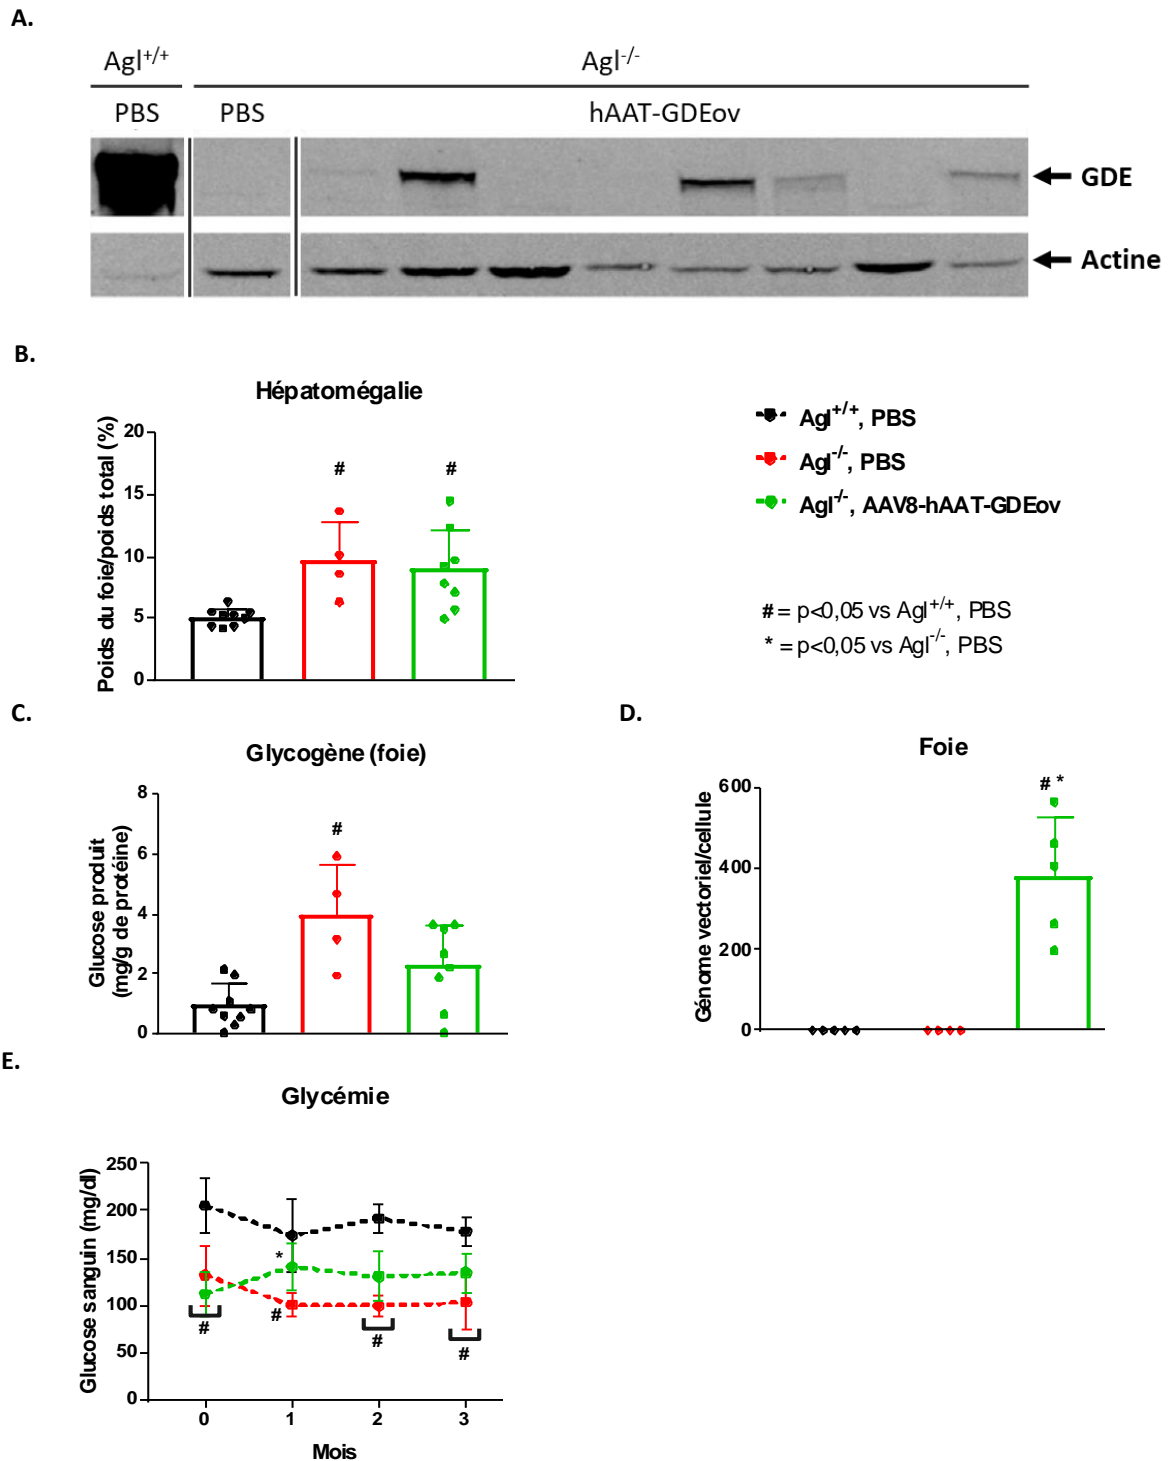 A.
Agl+/+ Agl-/-
PBS PBS hAAT-GDEov
GDE
Actine
B.
Hépatomégalie
Poids du foie/poids total (%)
20
15
10
5
0
# #
Agl+/+, PBS
Agl-/-, PBS
Agl-/-, AAV8-hAAT-GDEov
# = p<0,05 vs Agl+/+, PBS
* = p<0,05 vs Agl-/-, PBS
C.
Glycogène (foie)
Glucose produit
(mg/g de protéine)
8
6
4
2
0
#
D.
Foie
Génome vectoriel/cellule
600
400
200
0
# *
E.
Glycémie
Glucose sanguin (mg/dl)
250
200
150
100
50
0
*
#
#
#
#
0 1 2 3
Mois